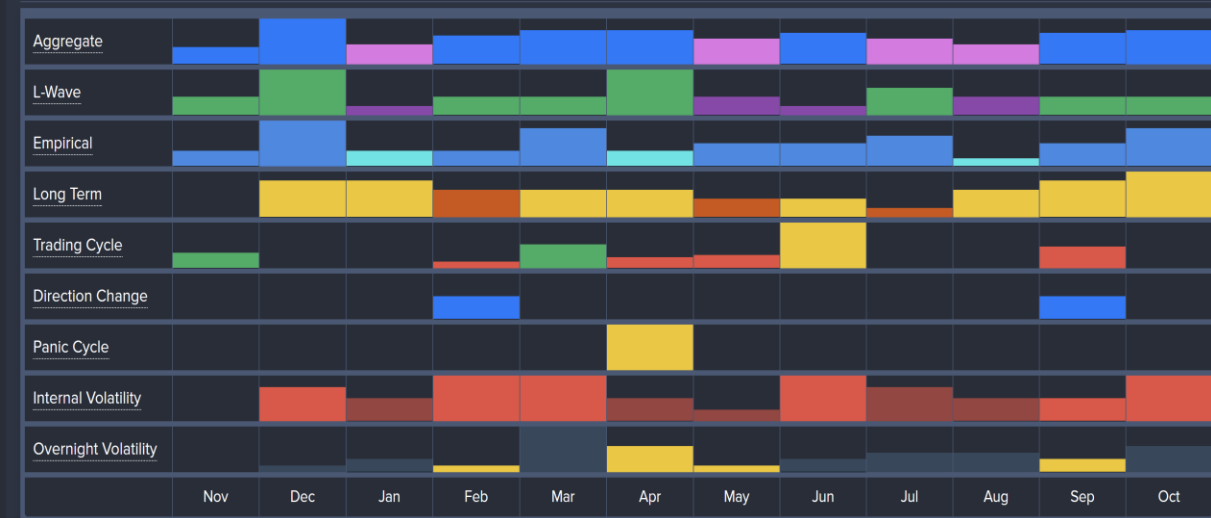 Aggregate
L-Wave
Empirical
Long Term
Trading Cycle
Direction Change
Panic Cycle
Internal Volatility
Overnight Volatility
Nov Dec Jan Feb Mar Apr May Jun Jul Aug Sep Oct